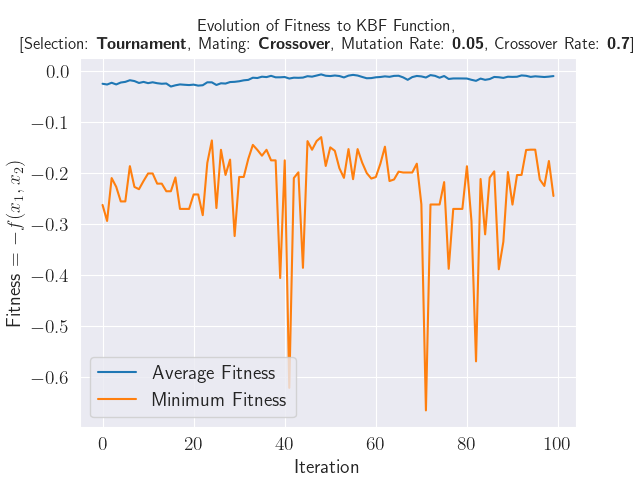 Evolution of Fitness to KBF Function,
[Selection: Tournament, Mating: Crossover, Mutation Rate: 0.05, Crossover Rate: 0.7]
0.0
−0.1
−0.2
−0.3
−0.4
−0.5
−0.6
Fitness = −f(x₁, x₂)
Average Fitness
Minimum Fitness
0 20 40 60 80 100
Iteration